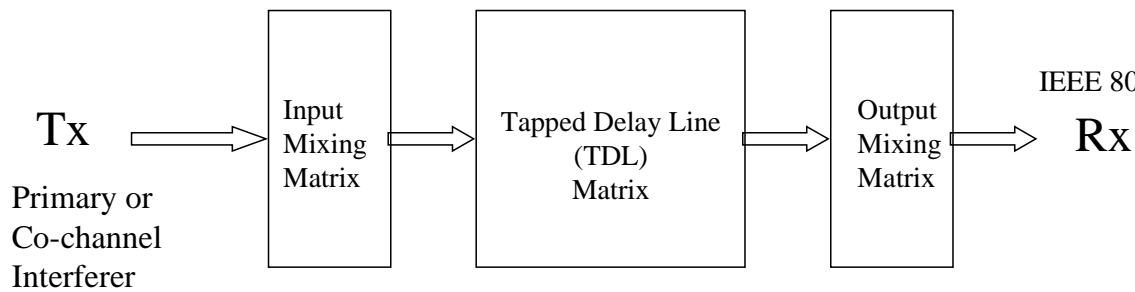 Tx
Primary or
Co-channel
Interferer
Input
Mixing
Matrix
Tapped Delay Line
(TDL)
Matrix
Output
Mixing
Matrix
IEEE 80
Rx